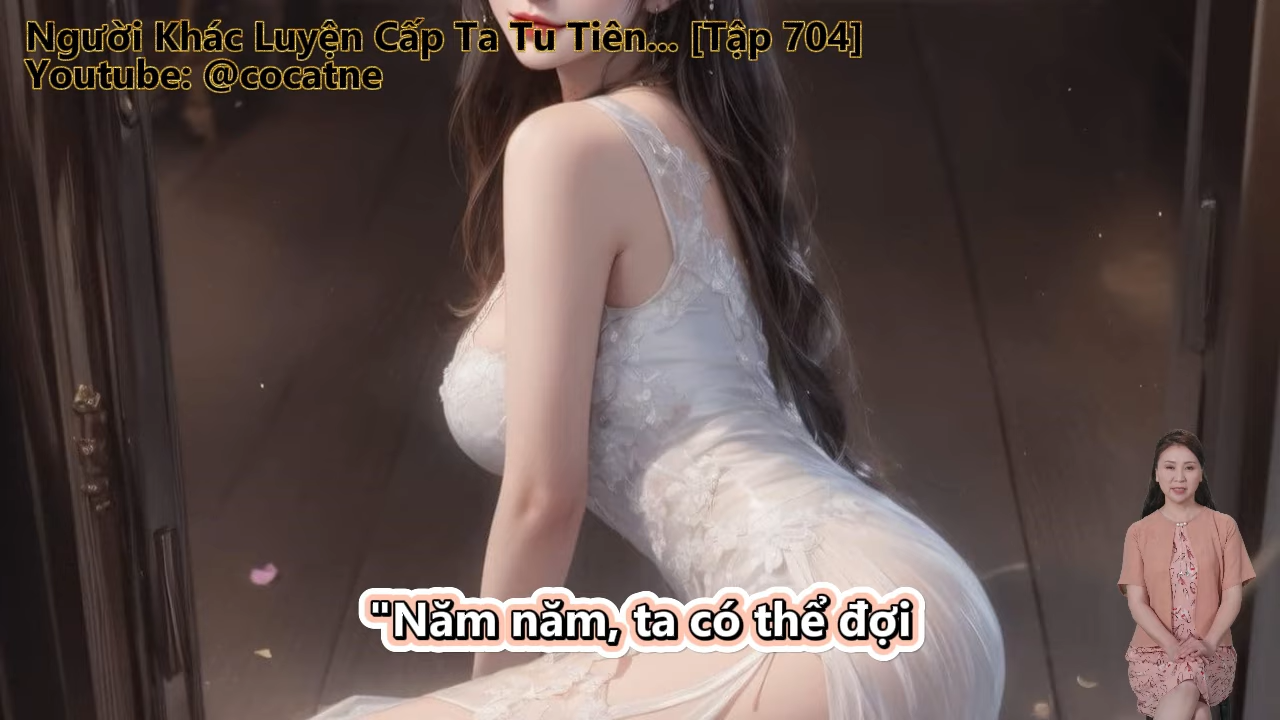 Người Khác Luyện Cấp Ta Tu Tiên... [Tập 704]
Youtube: @cocatne
"Năm năm, ta có thể đợi